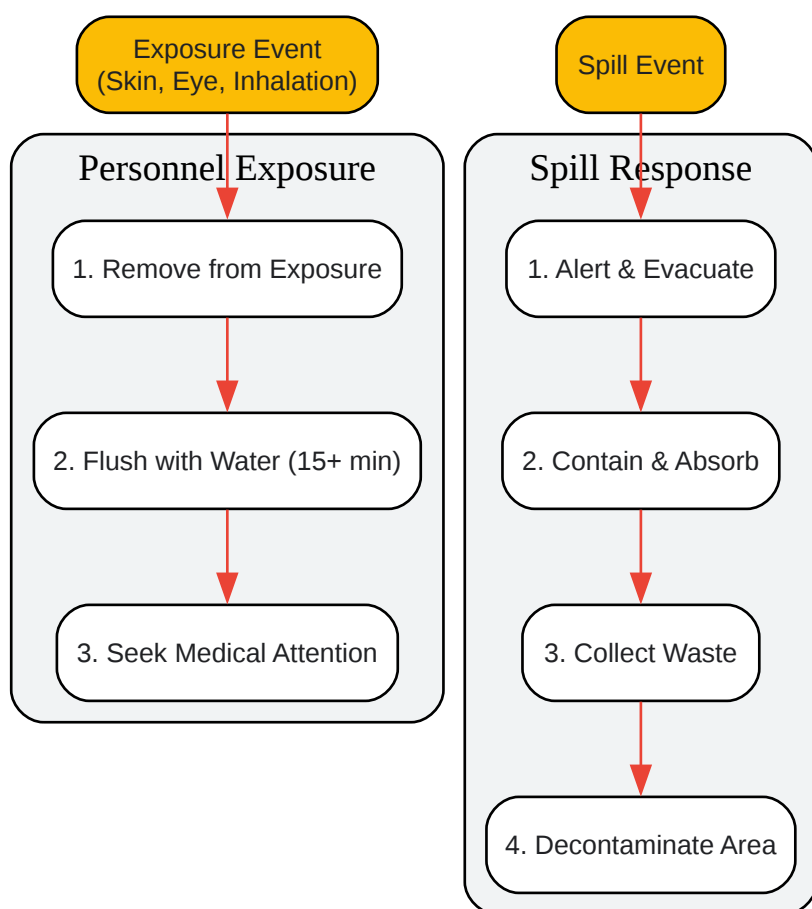 Exposure Event
(Skin, Eye, Inhalation)
Personnel Exposure
1. Remove from Exposure
2. Flush with Water (15+ min)
3. Seek Medical Attention
Spill Event
Spill Response
1. Alert & Evacuate
2. Contain & Absorb
3. Collect Waste
4. Decontaminate Area